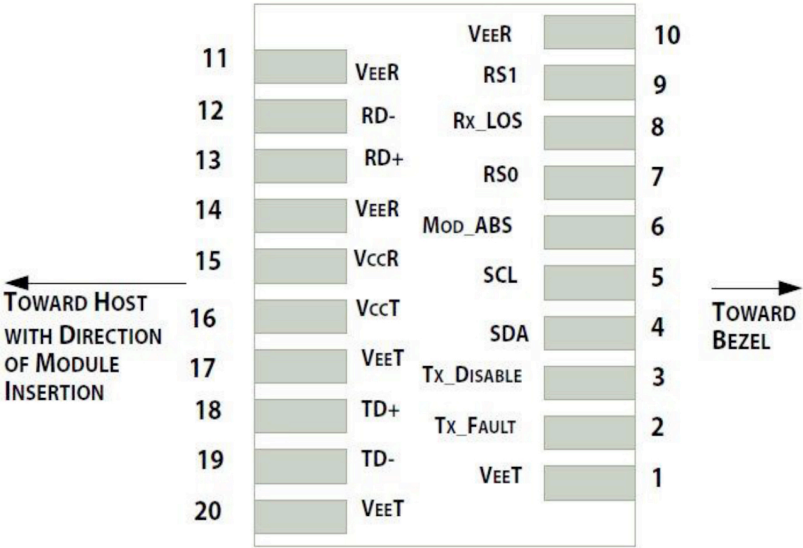 11 VEER
12 RD-
13 RD+
14 VEER
15 VCCR
16 VCCT
17 VEET
18 TD+
19 TD-
20 VEET
VEER 10
RS1 9
RX_LOS 8
RS0 7
MOD_ABS 6
SCL 5
SDA 4
TX_DISABLE 3
TX_FAULT 2
VEET 1
TOWARD HOST
WITH DIRECTION
OF MODULE
INSERTION
TOWARD
BEZEL